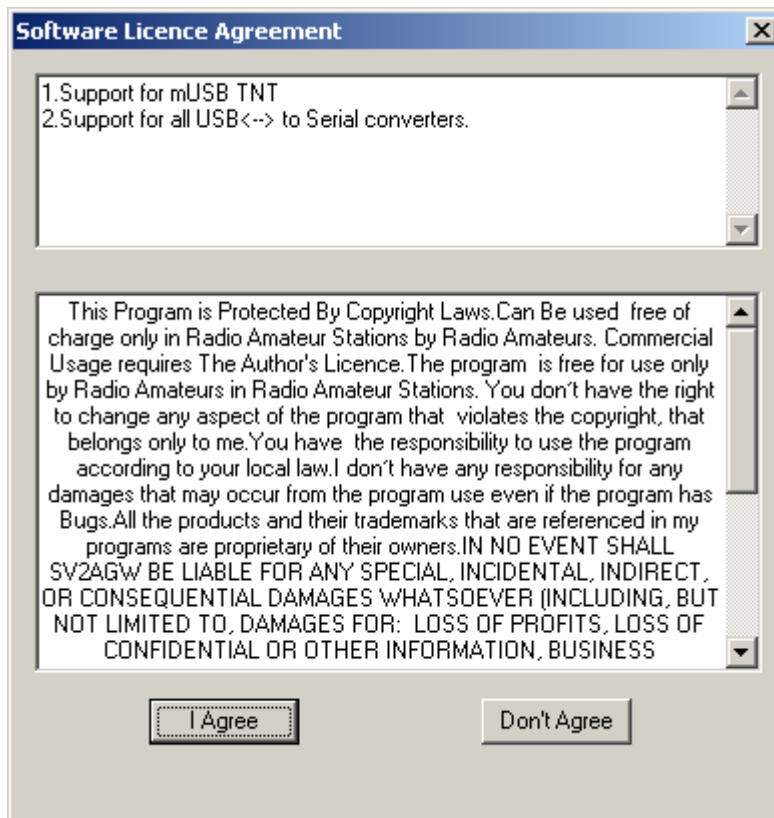 Software Licence Agreement
1.Support for mUSB TNT
2.Support for all USB<--> to Serial converters.
This Program is Protected By Copyright Laws.Can Be used  free of
charge only in Radio Amateur Stations by Radio Amateurs. Commercial
Usage requires The Author's Licence.The program  is free for use only
by Radio Amateurs in Radio Amateur Stations. You don´t have the right
to change any aspect of the program that  violates the copyright, that
belongs only to me.You have  the responsibility to use the program
according to your local law.I don´t have any responsibility for any
damages that may occur from the program use even if the program has
Bugs.All the products and their trademarks that are referenced in my
programs are proprietary of their owners.IN NO EVENT SHALL
SV2AGW BE LIABLE FOR ANY SPECIAL, INCIDENTAL, INDIRECT,
OR CONSEQUENTIAL DAMAGES WHATSOEVER (INCLUDING, BUT
NOT LIMITED TO, DAMAGES FOR:  LOSS OF PROFITS, LOSS OF
CONFIDENTIAL OR OTHER INFORMATION, BUSINESS
I Agree
Don't Agree